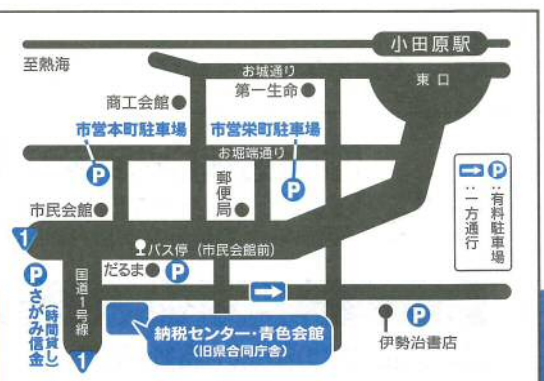 小田原駅
至熱海
お城通り
東口
商工会館
第一生命
市営本町駐車場
市営栄町駐車場
お堀端通り
P
P
郵便局
市民会館
P:有料駐車場
:一方通行
1
バス停(市民会館前)
だるま
P
P
さがみ信金
(時間貸し)
国道1号線
1
納税センター・青色会館
(旧県合同庁舎)
P
伊勢治書店